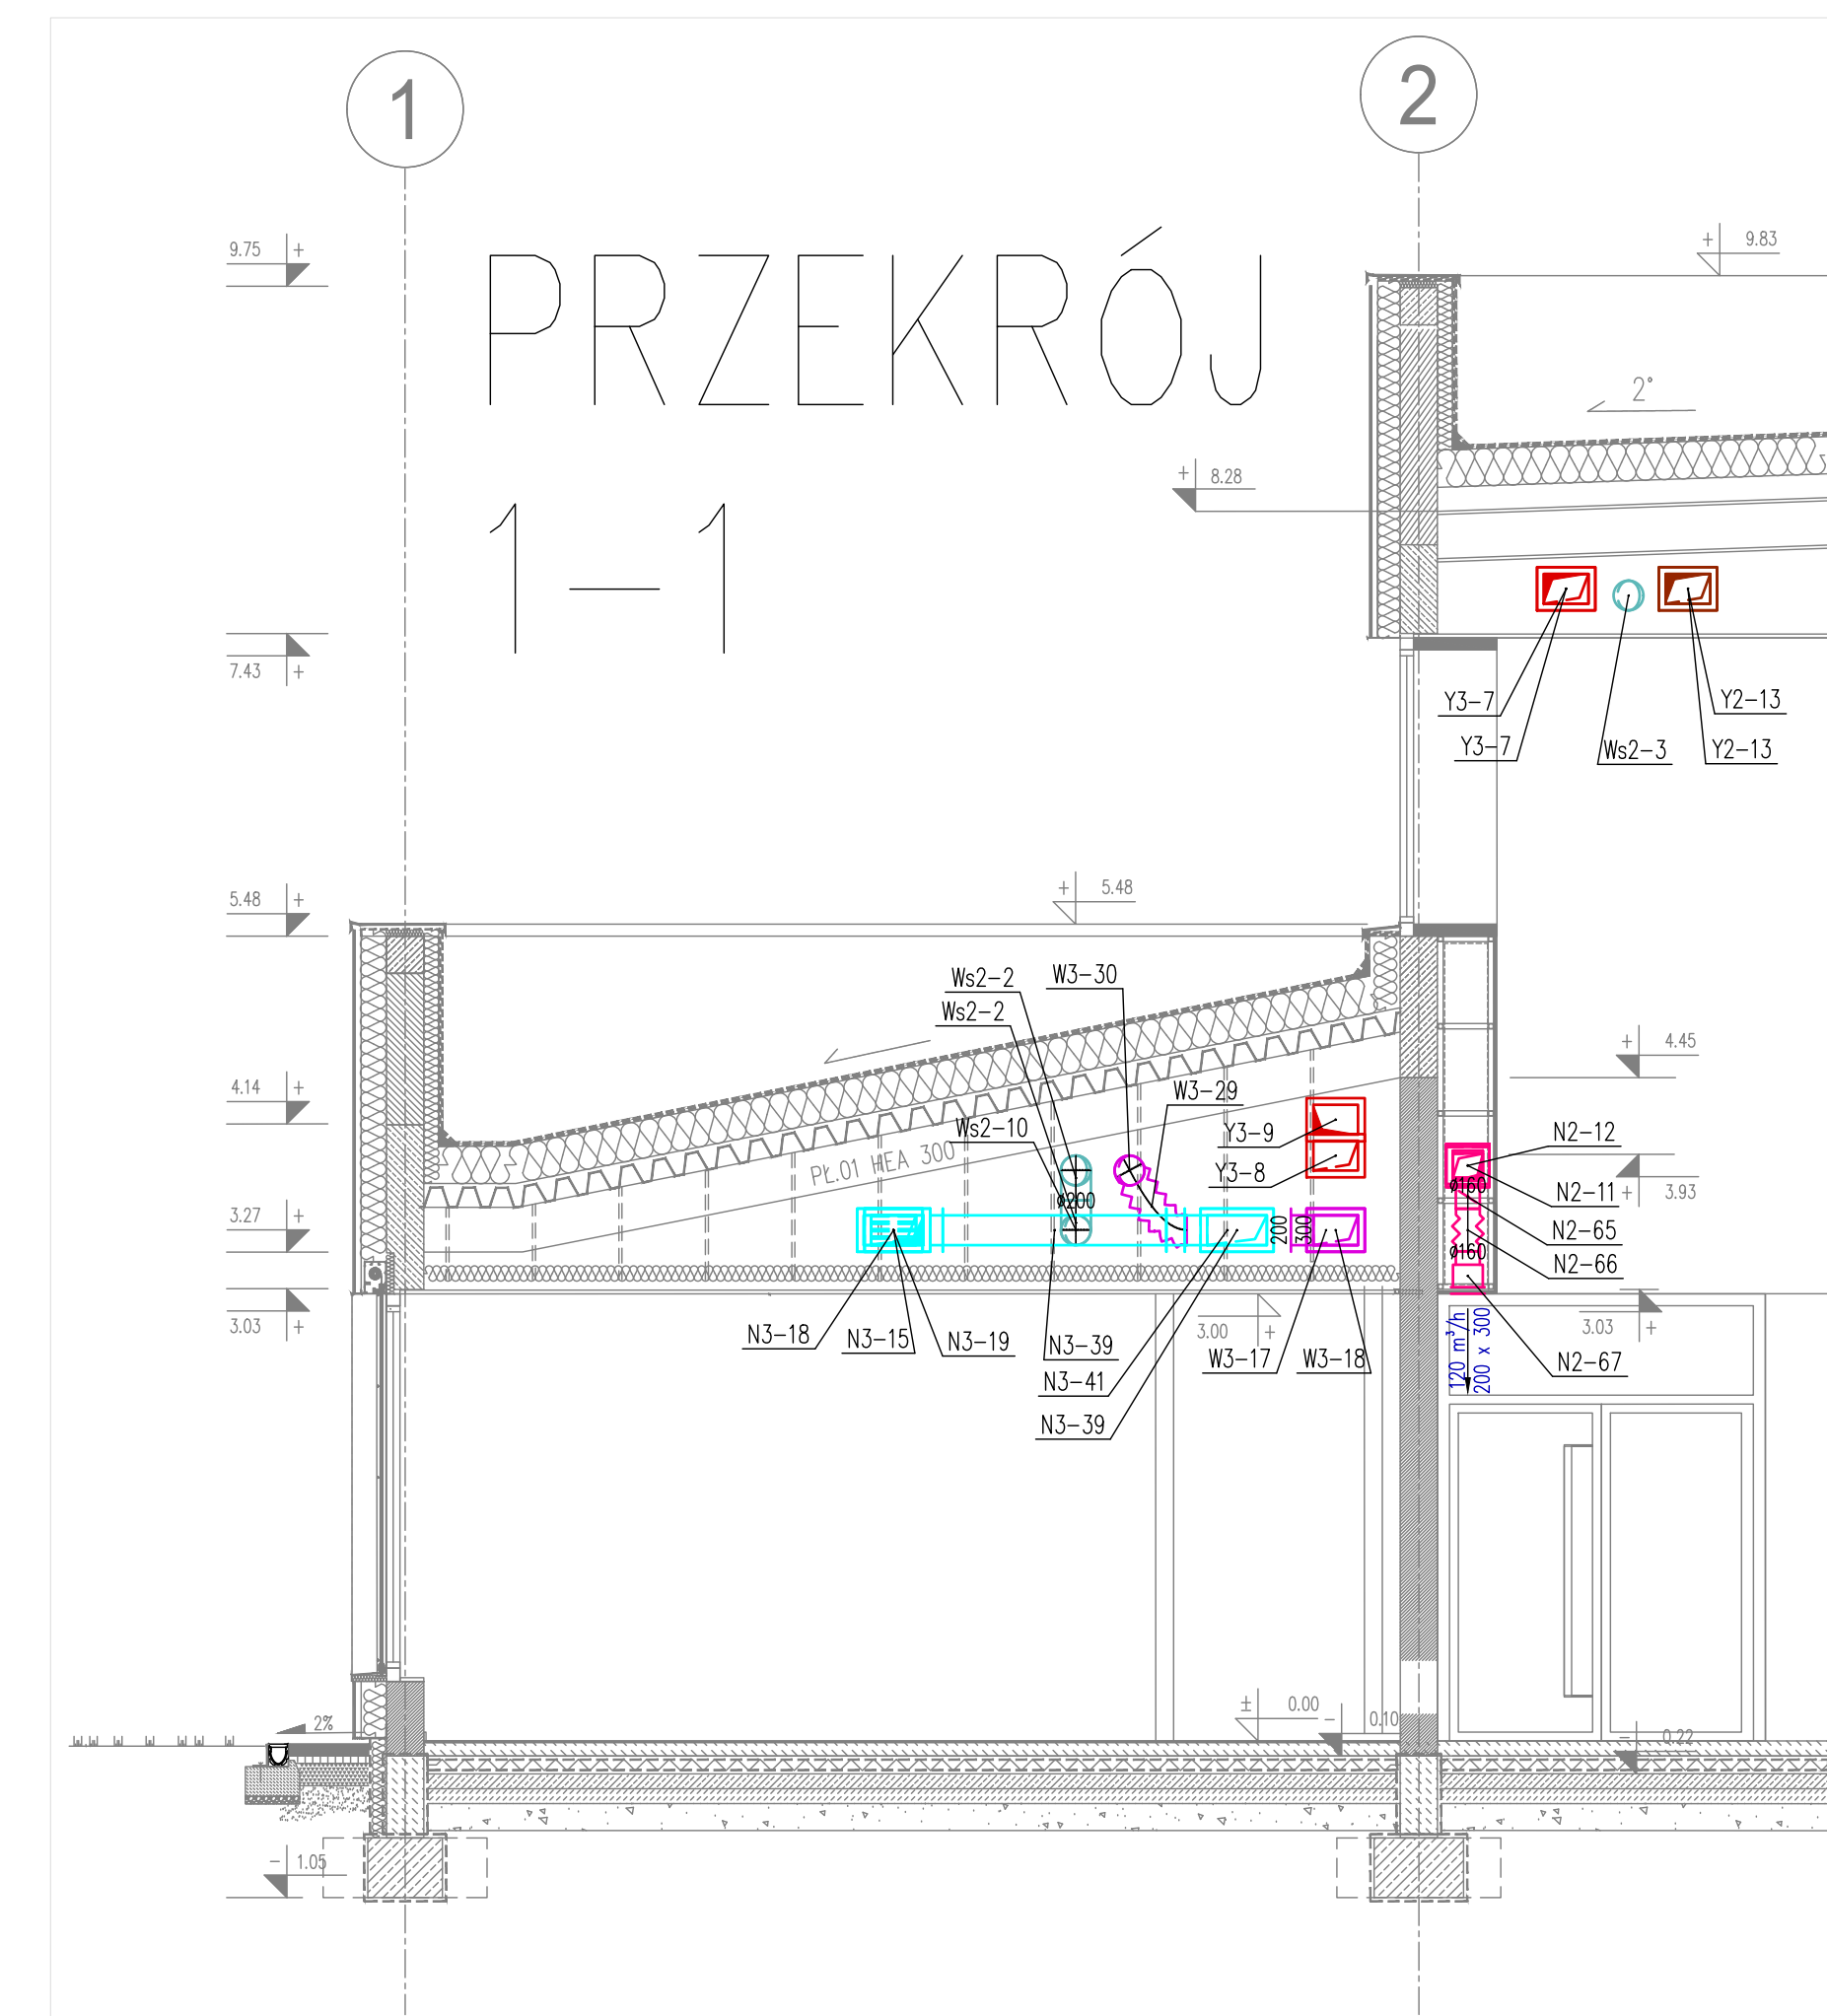 1
2
PRZEKRÓJ
1-1
9.75 +
+ 9.83
2°
+ 8.28
7.43 +
Y3-7
Y2-13
Y3-7
Ws2-3
Y2-13
5.48 +
+ 5.48
Ws2-2
W3-30
Ws2-2
+ 4.45
4.14 +
W3-29
Ws2-10
Y3-9
N2-12
PŁ.01 HEA 300
Y3-8
ø160
N2-11
+ 3.93
ø200
3.27 +
200
300
N2-65
ø160
N2-66
3.03 +
N3-18
N3-15
N3-19
N3-39
3.00 +
W3-17
W3-18
120 m³/h
200 x 300
3.03 +
N2-67
N3-41
N3-39
± 0.00
- 0.10
2%
- 0.22
- 1.05